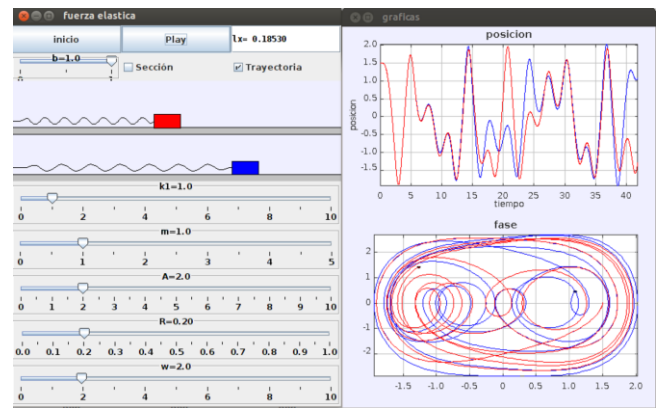 fuerza elastica
inicio Play lx= 0.18530
b=1,0
0 1
Sección Trayectoria
k1=1.0
0 2 4 6 8 10
m=1.0
0 1 2 3 4 5
A=2.0
0 1 2 3 4 5 6 7 8 9 10
R=0.20
0.0 0.1 0.2 0.3 0.4 0.5 0.6 0.7 0.8 0.9 1.0
w=2.0
0 2 4 6 8 10
graficas
posicion
2.0
1.5
1.0
0.5
0.0
-0.5
-1.0
-1.5
posicion
0 5 10 15 20 25 30 35 40
tiempo
fase
2
1
0
-1
-2
-1.5 -1.0 -0.5 0 0.5 1.0 1.5 2.0